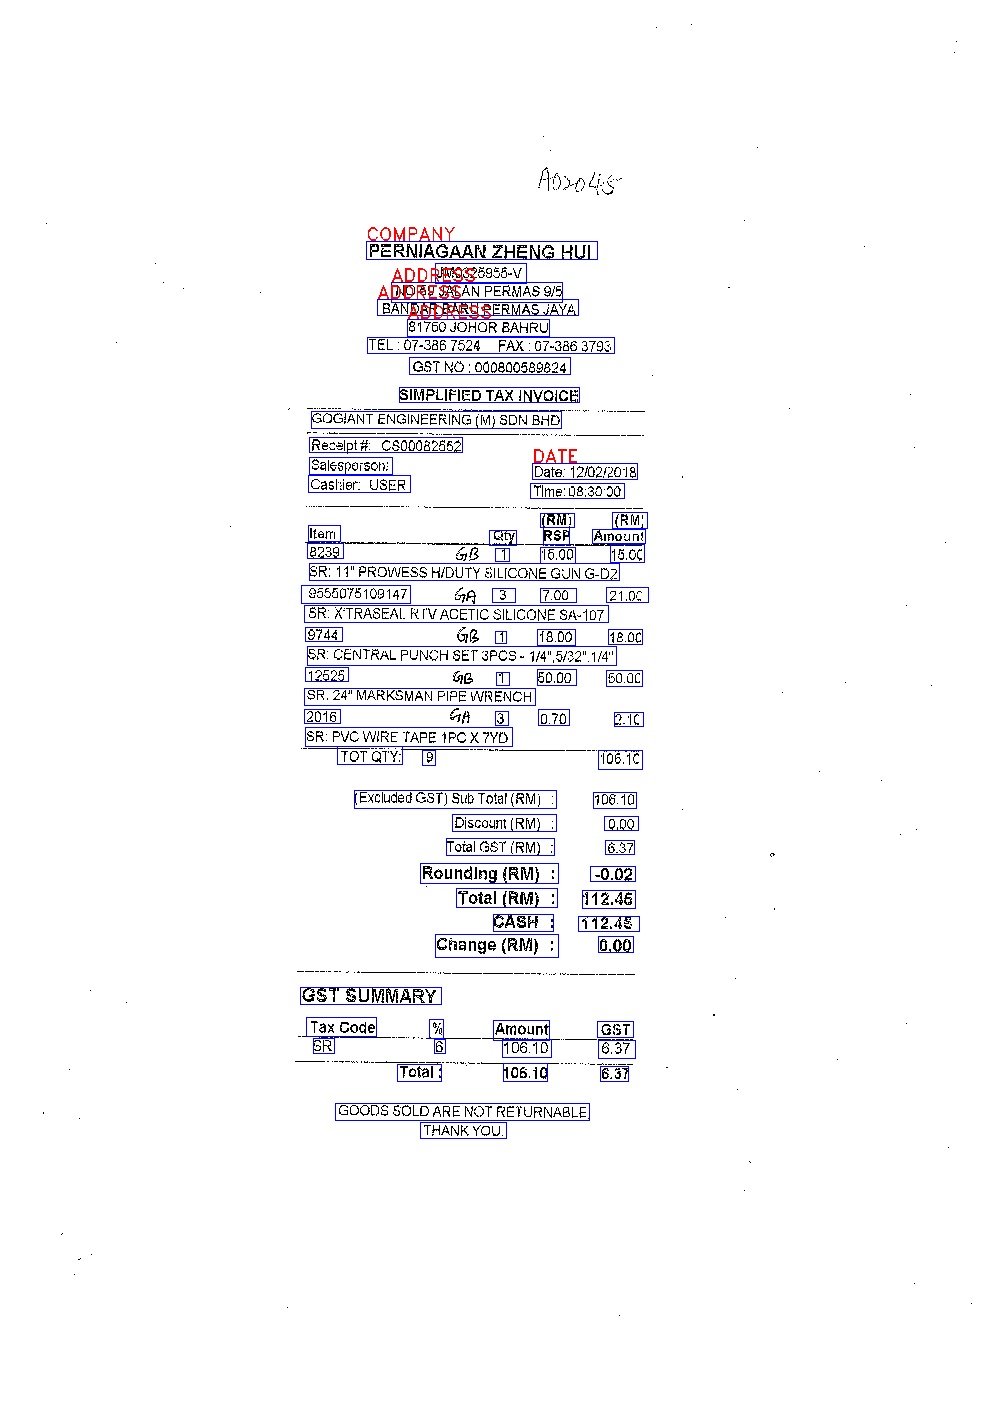 A02045
COMPANY
PERNIAGAAN ZHENG HUI
ADDRESS
JM0325955-V
ADDRESS
NO 59 JALAN PERMAS 9/5
ADDRESS
BANDAR BARU PERMAS JAYA
81750 JOHOR BAHRU
TEL : 07-386 7524 FAX : 07-386 3793
GST NO : 000800589824
SIMPLIFIED TAX INVOICE
GOGIANT ENGINEERING (M) SDN BHD
Receipt #: CS00082552
DATE
Salesperson:
Date: 12/02/2018
Cashier: USER
Time: 08:30:00
(RM) (RM)
Item Qty RSP Amount
8239 GB 1 15.00 15.00
SR: 11" PROWESS H/DUTY SILICONE GUN G-D2
9555075109147 GA 3 7.00 21.00
SR: X'TRASEAL RTV ACETIC SILICONE SA-107
9744 GB 1 18.00 18.00
SR: CENTRAL PUNCH SET 3PCS - 1/4",5/32",1/4"
12525 GB 1 50.00 50.00
SR: 24" MARKSMAN PIPE WRENCH
2016 GA 3 0.70 2.10
SR: PVC WIRE TAPE 1PC X 7YD
TOT QTY: 9 106.10
(Excluded GST) Sub Total (RM) : 106.10
Discount (RM) : 0.00
Total GST (RM) : 6.37
Rounding (RM) : -0.02
Total (RM) : 112.45
CASH : 112.45
Change (RM) : 0.00
GST SUMMARY
Tax Code % Amount GST
SR 6 106.10 6.37
Total : 106.10 6.37
GOODS SOLD ARE NOT RETURNABLE
THANK YOU.